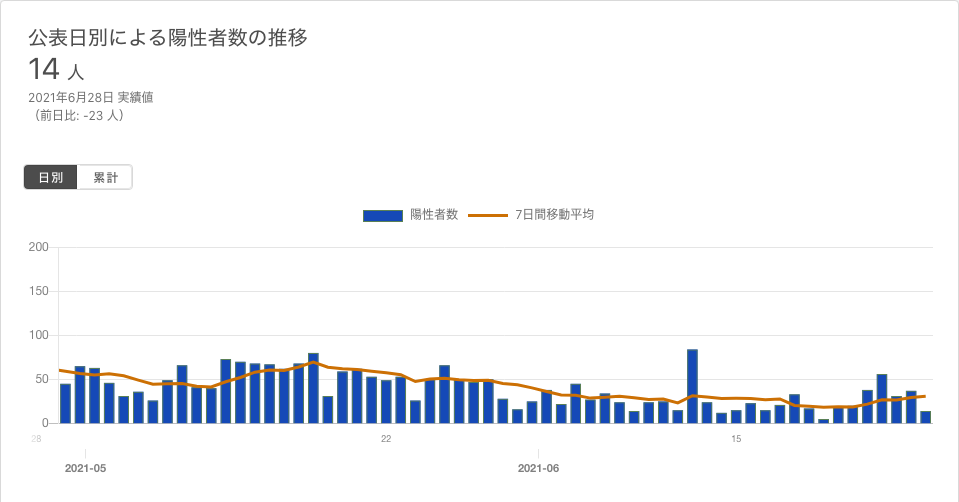 公表日別による陽性者数の推移
14 人
2021年6月28日 実績値
（前日比: -23 人）
日別 累計
陽性者数 7日間移動平均
200
150
100
50
0
28 22 15
2021-05 2021-06